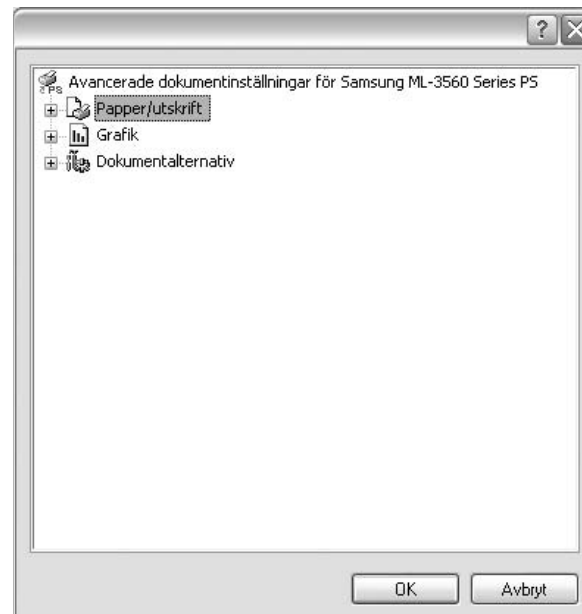 Avancerade dokumentinställningar för Samsung ML-3560 Series PS
Papper/utskrift
Grafik
Dokumentalternativ
OK
Avbryt